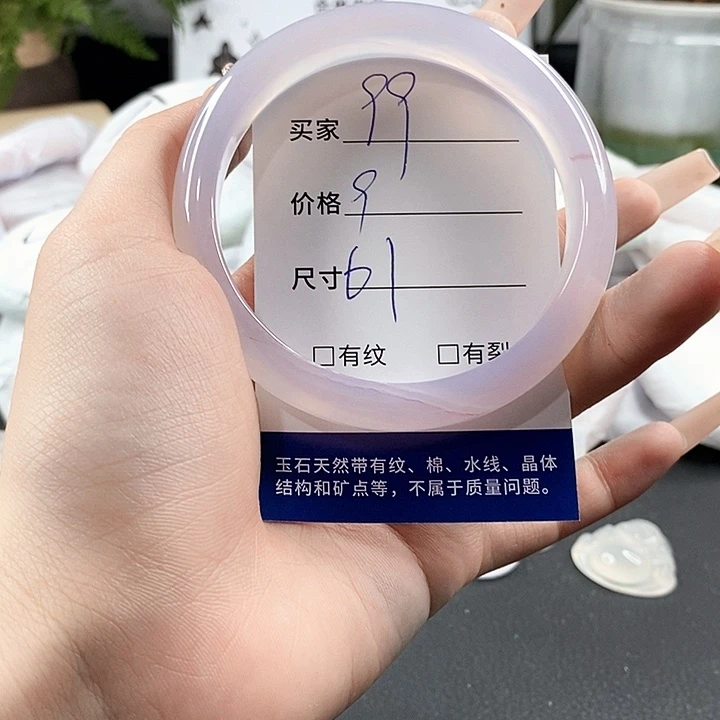 买家 99
价格 9
尺寸 61
□有纹 □有裂
玉石天然带有纹、棉、水线、晶体
结构和矿点等，不属于质量问题。